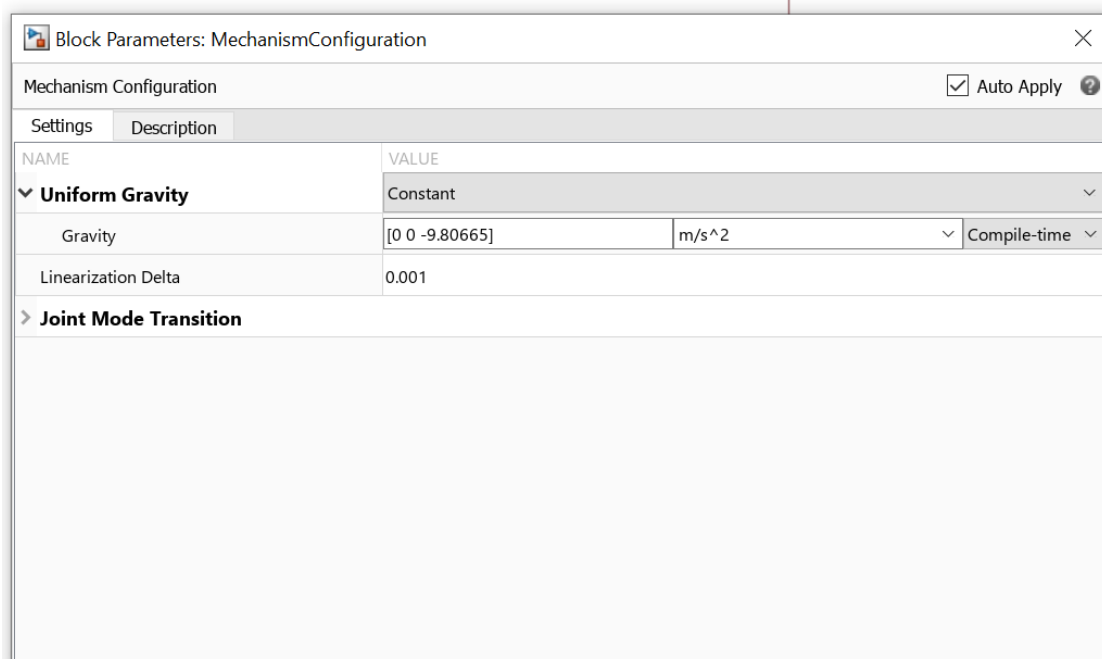 Block Parameters: MechanismConfiguration
Mechanism Configuration Auto Apply
Settings Description
NAME VALUE
Uniform Gravity Constant
Gravity [0 0 -9.80665] m/s^2 Compile-time
Linearization Delta 0.001
Joint Mode Transition